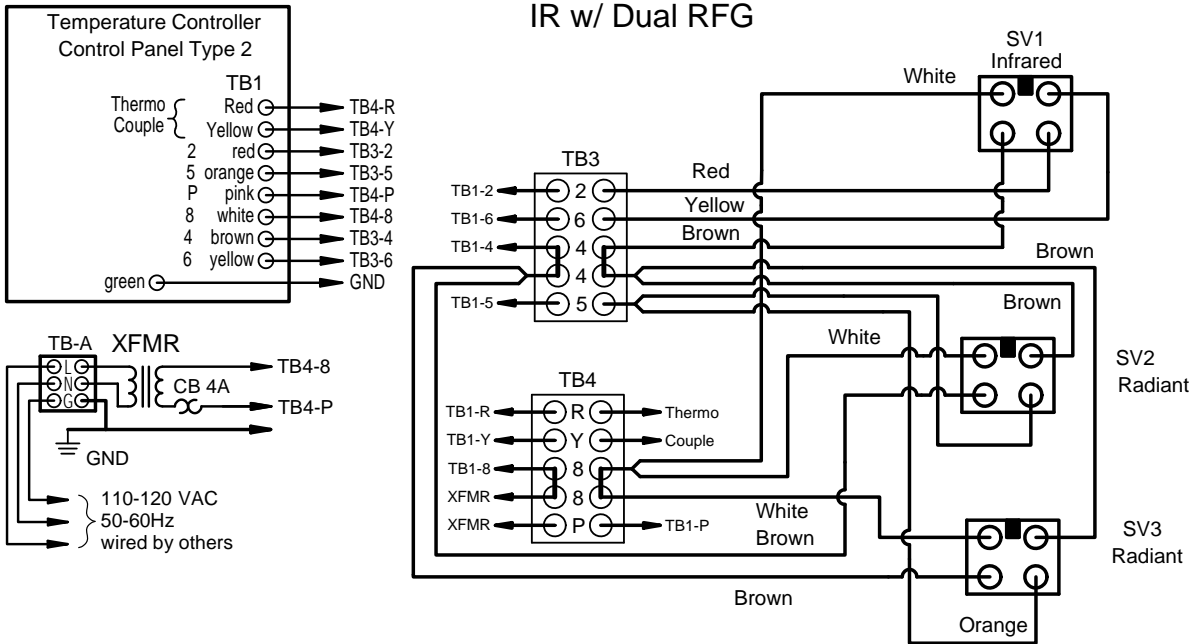 IR w/ Dual RFG
Temperature Controller
Control Panel Type 2
TB1
Thermo
Couple
Red TB4-R
Yellow TB4-Y
2 red TB3-2
5 orange TB3-5
P pink TB4-P
8 white TB4-8
4 brown TB3-4
6 yellow TB3-6
green GND
TB-A XFMR
L
N
G
CB 4A
TB4-8
TB4-P
GND
110-120 VAC
50-60Hz
wired by others
TB3
TB1-2 2 Red
TB1-6 6 Yellow
TB1-4 4 Brown
4
TB1-5 5
TB4
TB1-R R Thermo
TB1-Y Y Couple
TB1-8 8
XFMR 8
XFMR P TB1-P
White
SV1
Infrared
Brown
Brown
White
SV2
Radiant
White
Brown
SV3
Radiant
Brown
Orange